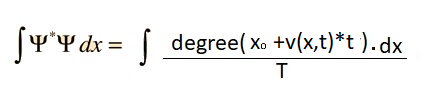 ∫Ψ*Ψ dx = ∫ degree( x₀ +v(x,t)*t ).dx
T